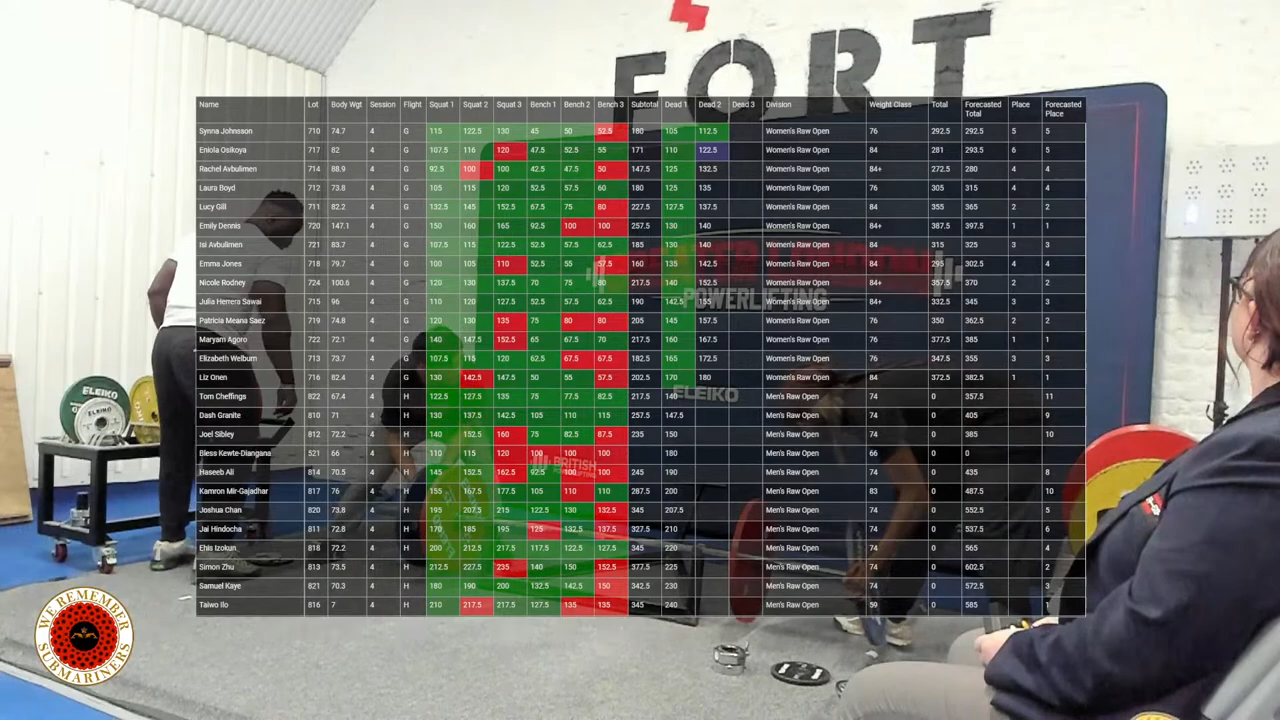 FORT
Name Lot Body Wgt Session Flight Squat 1 Squat 2 Squat 3 Bench 1 Bench 2 Bench 3 Subtotal Dead 1 Dead 2 Dead 3 Division Weight Class Total Forecasted Total Place Forecasted Place
Synna Johnsson 710 74.7 4 G 115 122.5 130 45 50 52.5 180 105 112.5 Women's Raw Open 76 292.5 292.5 5 5
Eniola Osikoya 717 82 4 G 107.5 116 120 47.5 52.5 55 171 110 122.5 Women's Raw Open 84 281 293.5 6 5
Rachel Avbulimen 714 88.9 4 G 92.5 100 100 42.5 47.5 50 147.5 125 132.5 Women's Raw Open 84+ 272.5 280 4 4
Laura Boyd 712 73.8 4 G 105 115 120 52.5 57.5 60 180 125 135 Women's Raw Open 76 305 315 4 4
Lucy Gill 711 82.2 4 G 132.5 145 152.5 67.5 75 80 227.5 127.5 137.5 Women's Raw Open 84 355 365 2 2
Emily Dennis 720 147.1 4 G 150 160 165 92.5 100 100 257.5 130 140 Women's Raw Open 84+ 387.5 397.5 1 1
Isi Avbulimen 721 83.7 4 G 107.5 115 122.5 52.5 57.5 62.5 185 130 140 Women's Raw Open 84 315 325 3 3
Emma Jones 718 79.7 4 G 100 105 110 52.5 55 57.5 160 135 142.5 Women's Raw Open 84 295 302.5 4 4
Nicole Rodney 724 100.6 4 G 120 130 137.5 70 75 80 217.5 140 152.5 Women's Raw Open 84+ 357.5 370 2 2
Julia Herrera Sawai 715 96 4 G 110 120 127.5 52.5 57.5 62.5 190 142.5 155 Women's Raw Open 84+ 332.5 345 3 3
Patricia Meana Saez 719 74.8 4 G 120 130 135 75 80 80 205 145 157.5 Women's Raw Open 76 350 362.5 2 2
Maryam Agoro 722 72.1 4 G 140 147.5 152.5 65 67.5 70 217.5 160 167.5 Women's Raw Open 76 377.5 385 1 1
Elizabeth Welburn 713 73.7 4 G 107.5 115 120 62.5 67.5 67.5 182.5 165 172.5 Women's Raw Open 76 347.5 355 3 3
Liz Onen 716 82.4 4 G 130 142.5 147.5 50 55 57.5 202.5 170 180 Women's Raw Open 84 372.5 382.5 1 1
Tom Cheffings 822 67.4 4 H 122.5 127.5 135 75 77.5 82.5 217.5 140 Men's Raw Open 74 0 357.5 11
Dash Granite 810 71 4 H 130 137.5 142.5 105 110 115 257.5 147.5 Men's Raw Open 74 0 405 9
Joel Sibley 812 72.2 4 H 140 152.5 160 75 82.5 87.5 235 150 Men's Raw Open 74 0 385 10
Bless Kewte-Diangana 521 66 4 H 110 115 120 100 100 100 180 Men's Raw Open 66 0 0
Haseeb Ali 814 70.5 4 H 145 152.5 162.5 92.5 100 100 245 190 Men's Raw Open 74 0 435 8
Kamron Mir-Gajadhar 817 76 4 H 155 167.5 177.5 105 110 110 287.5 200 Men's Raw Open 83 0 487.5 10
Joshua Chan 820 73.8 4 H 195 207.5 215 122.5 130 132.5 345 207.5 Men's Raw Open 74 0 552.5 5
Jai Hindocha 811 72.8 4 H 170 185 195 125 132.5 137.5 327.5 210 Men's Raw Open 74 0 537.5 6
Ehis Izokun 818 72.2 4 H 200 212.5 217.5 117.5 122.5 127.5 345 220 Men's Raw Open 74 0 565 4
Simon Zhu 813 73.5 4 H 212.5 227.5 235 140 150 152.5 377.5 225 Men's Raw Open 74 0 602.5 2
Samuel Kaye 821 70.3 4 H 180 190 200 132.5 142.5 150 342.5 230 Men's Raw Open 74 0 572.5 3
Taiwo Ilo 816 7 4 H 210 217.5 217.5 127.5 135 135 345 240 Men's Raw Open 59 0 585 1
POWERLIFTING
ELEIKO
BRITISH
ELEIKO
ELEIKO
WE REMEMBER
SUBMARINERS